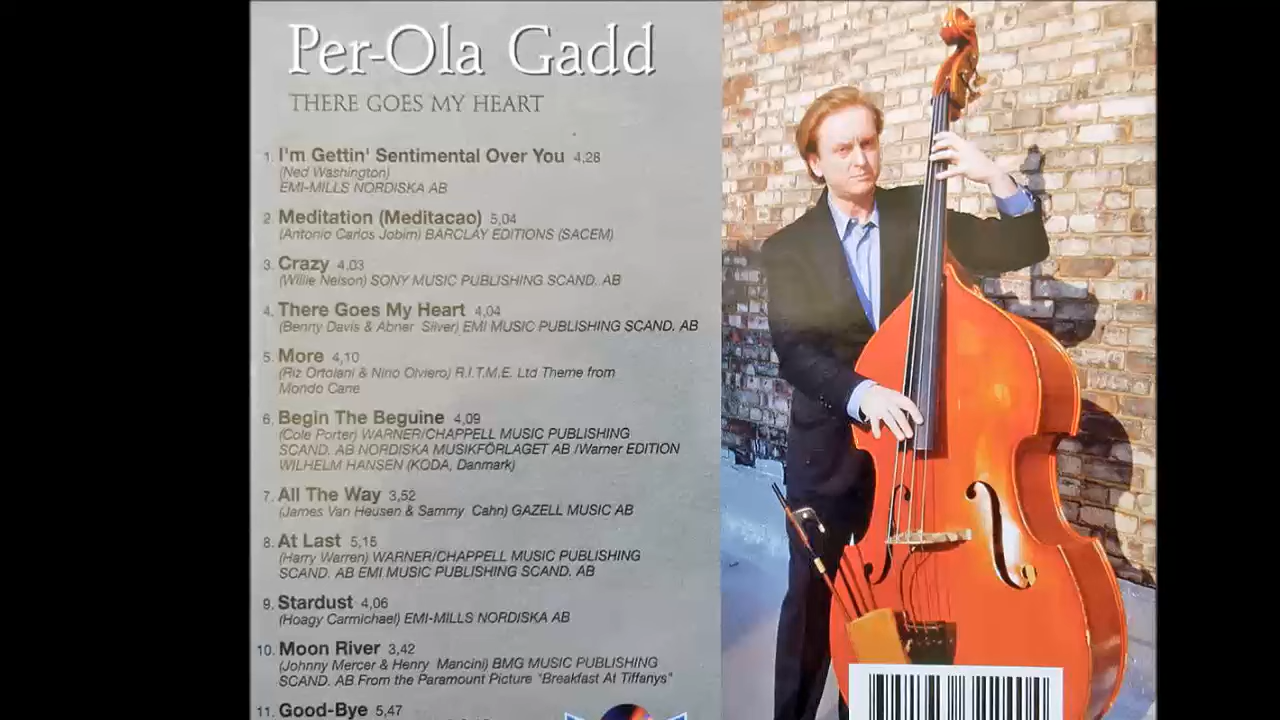 Per-Ola Gadd
THERE GOES MY HEART
1. I'm Gettin' Sentimental Over You 4,28
(Ned Washington)
EMI-MILLS NORDISKA AB
2. Meditation (Meditacao) 5,04
(Antonio Carlos Jobim) BARCLAY EDITIONS (SACEM)
3. Crazy 4,03
(Willie Nelson) SONY MUSIC PUBLISHING SCAND. AB
4. There Goes My Heart 4,04
(Benny Davis & Abner Silver) EMI MUSIC PUBLISHING SCAND. AB
5. More 4,10
(Riz Ortolani & Nino Olviero) R.I.T.M.E. Ltd Theme from
Mondo Cane
6. Begin The Beguine 4,09
(Cole Porter) WARNER/CHAPPELL MUSIC PUBLISHING
SCAND. AB NORDISKA MUSIKFÖRLAGET AB /Warner EDITION
WILHELM HANSEN (KODA, Danmark)
7. All The Way 3,52
(James Van Heusen & Sammy Cahn) GAZELL MUSIC AB
8. At Last 5,15
(Harry Warren) WARNER/CHAPPELL MUSIC PUBLISHING
SCAND. AB EMI MUSIC PUBLISHING SCAND. AB
9. Stardust 4,06
(Hoagy Carmichael) EMI-MILLS NORDISKA AB
10. Moon River 3,42
(Johnny Mercer & Henry Mancini) BMG MUSIC PUBLISHING
SCAND. AB From the Paramount Picture "Breakfast At Tiffanys"
11. Good-Bye 5,47